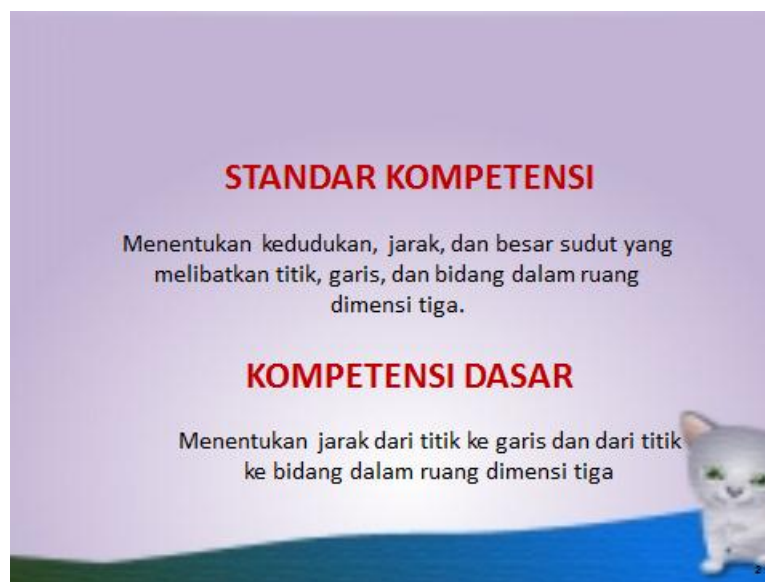 STANDAR KOMPETENSI
Menentukan kedudukan, jarak, dan besar sudut yang
melibatkan titik, garis, dan bidang dalam ruang
dimensi tiga.
KOMPETENSI DASAR
Menentukan jarak dari titik ke garis dan dari titik
ke bidang dalam ruang dimensi tiga
2